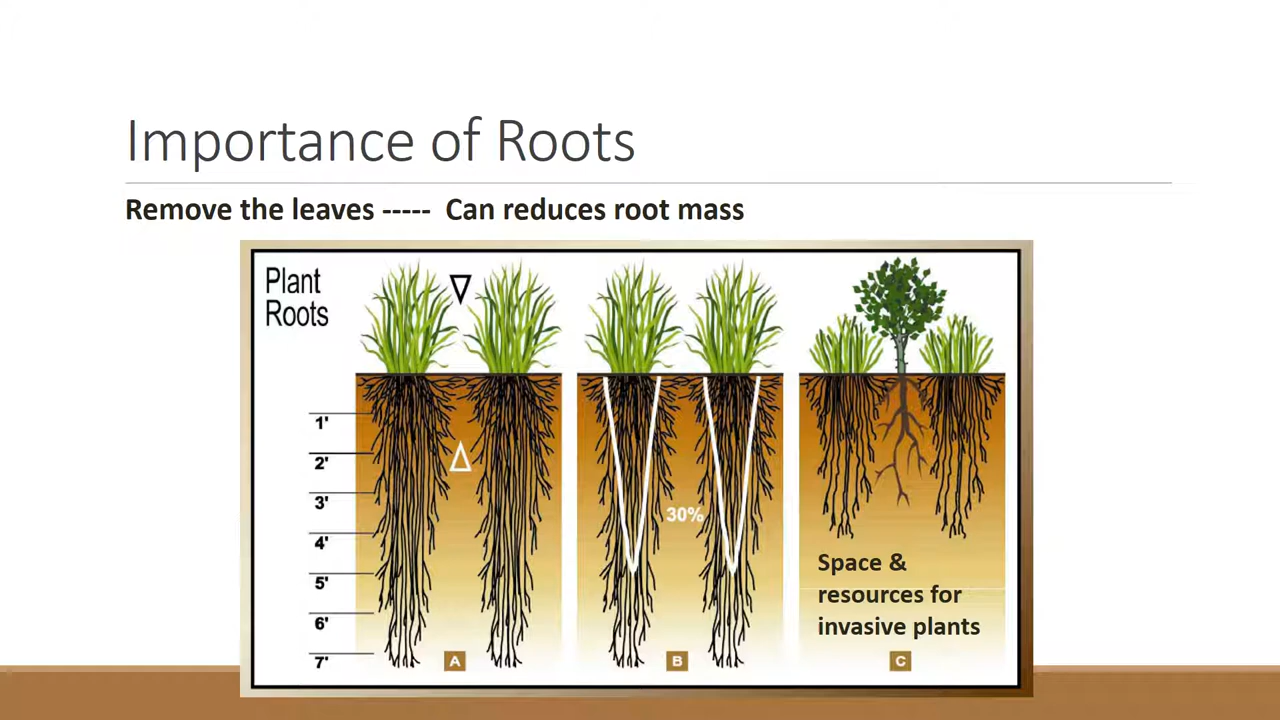 Importance of Roots
Remove the leaves ----- Can reduces root mass
Plant
Roots
1'
2'
3'
4'
5'
6'
7'
30%
Space &
resources for
invasive plants
A
B
C